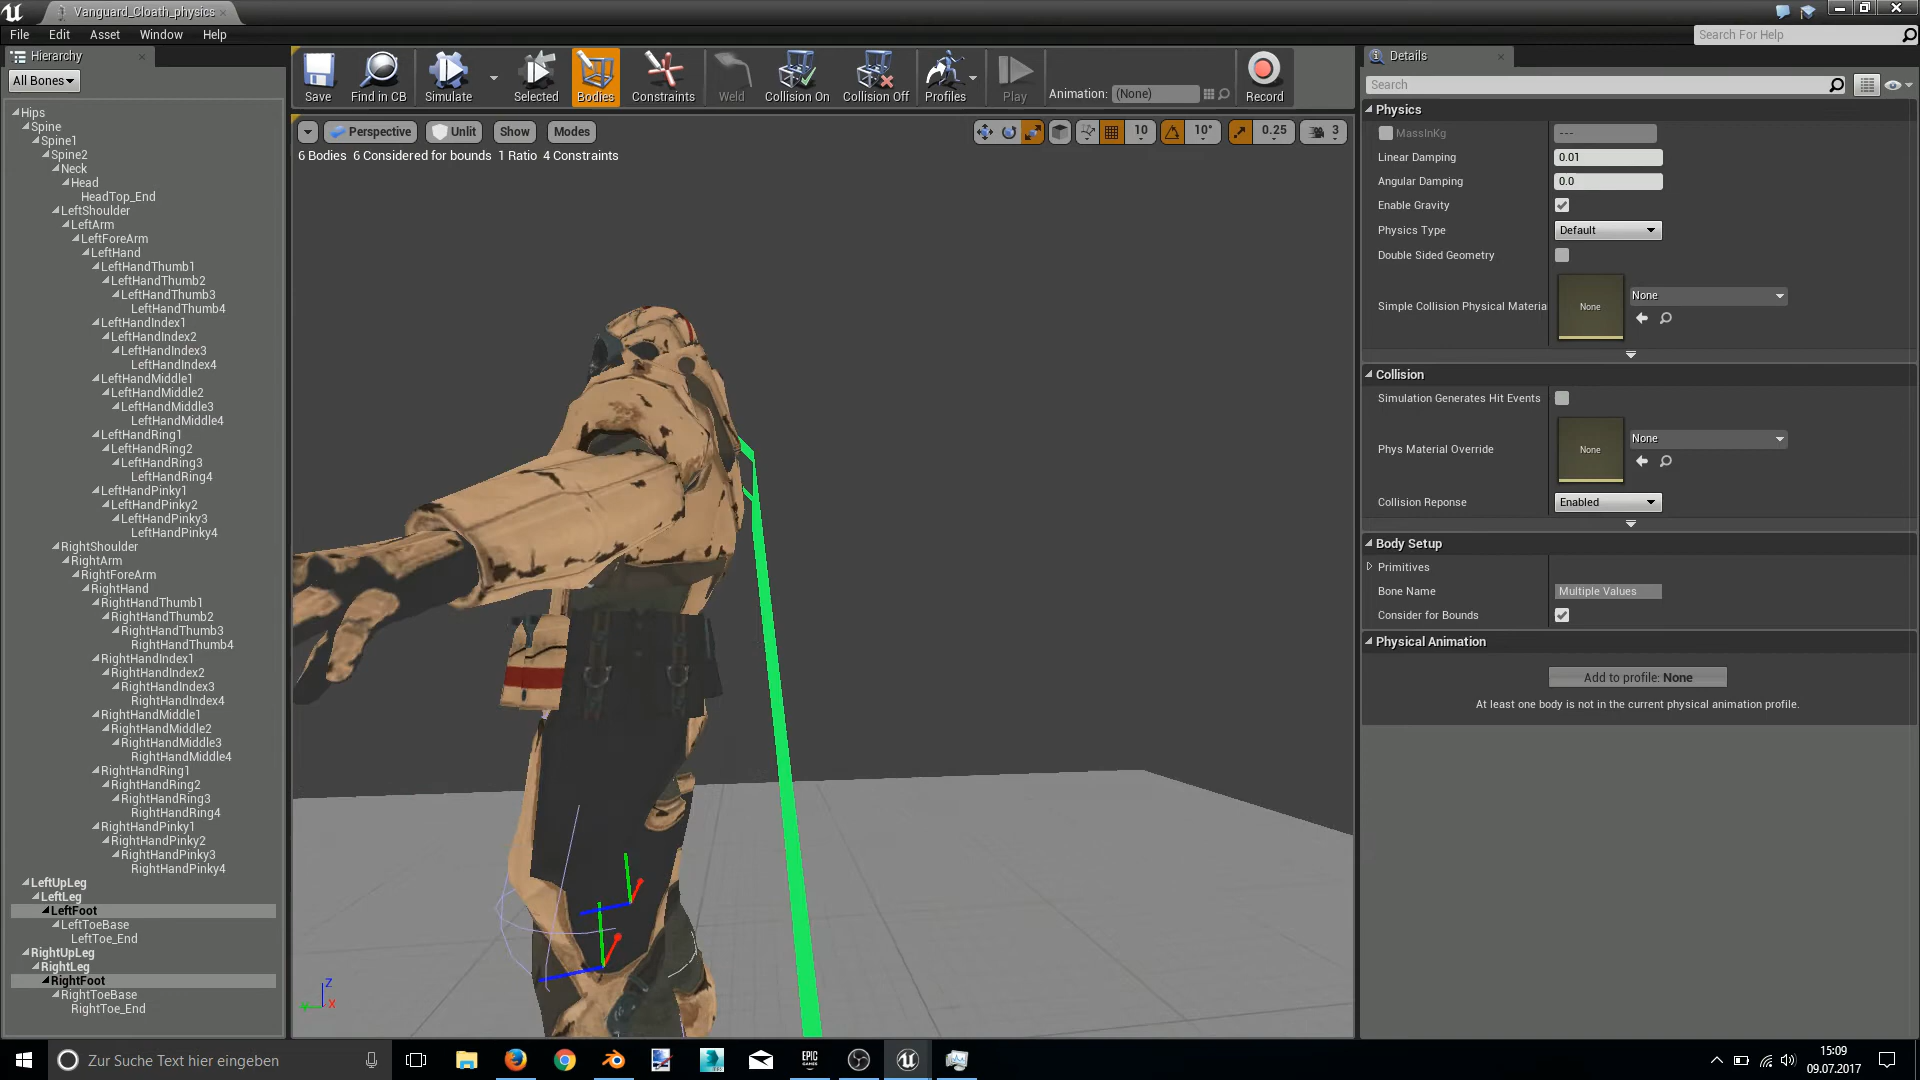 Vanguard_Cloath_physics
File Edit Asset Window Help
Search For Help
Hierarchy
All Bones
Hips
Spine
Spine1
Spine2
Neck
Head
HeadTop_End
LeftShoulder
LeftArm
LeftForeArm
LeftHand
LeftHandThumb1
LeftHandThumb2
LeftHandThumb3
LeftHandThumb4
LeftHandIndex1
LeftHandIndex2
LeftHandIndex3
LeftHandIndex4
LeftHandMiddle1
LeftHandMiddle2
LeftHandMiddle3
LeftHandMiddle4
LeftHandRing1
LeftHandRing2
LeftHandRing3
LeftHandRing4
LeftHandPinky1
LeftHandPinky2
LeftHandPinky3
LeftHandPinky4
RightShoulder
RightArm
RightForeArm
RightHand
RightHandThumb1
RightHandThumb2
RightHandThumb3
RightHandThumb4
RightHandIndex1
RightHandIndex2
RightHandIndex3
RightHandIndex4
RightHandMiddle1
RightHandMiddle2
RightHandMiddle3
RightHandMiddle4
RightHandRing1
RightHandRing2
RightHandRing3
RightHandRing4
RightHandPinky1
RightHandPinky2
RightHandPinky3
RightHandPinky4
LeftUpLeg
LeftLeg
LeftFoot
LeftToeBase
LeftToe_End
RightUpLeg
RightLeg
RightFoot
RightToeBase
RightToe_End
Save Find in CB Simulate Selected Bodies Constraints Weld Collision On Collision Off Profiles Play Animation: (None) Record
Perspective Unlit Show Modes 10 10° 0.25 3
6 Bodies 6 Considered for bounds 1 Ratio 4 Constraints
Z
Y X
Details
Search
Physics
MassInKg ---
Linear Damping 0.01
Angular Damping 0.0
Enable Gravity
Physics Type Default
Double Sided Geometry
Simple Collision Physical Materia None None
Collision
Simulation Generates Hit Events
Phys Material Override None None
Collision Reponse Enabled
Body Setup
Primitives
Bone Name Multiple Values
Consider for Bounds
Physical Animation
Add to profile: None
At least one body is not in the current physical animation profile.
Zur Suche Text hier eingeben
EPIC GAMES
15:09
09.07.2017